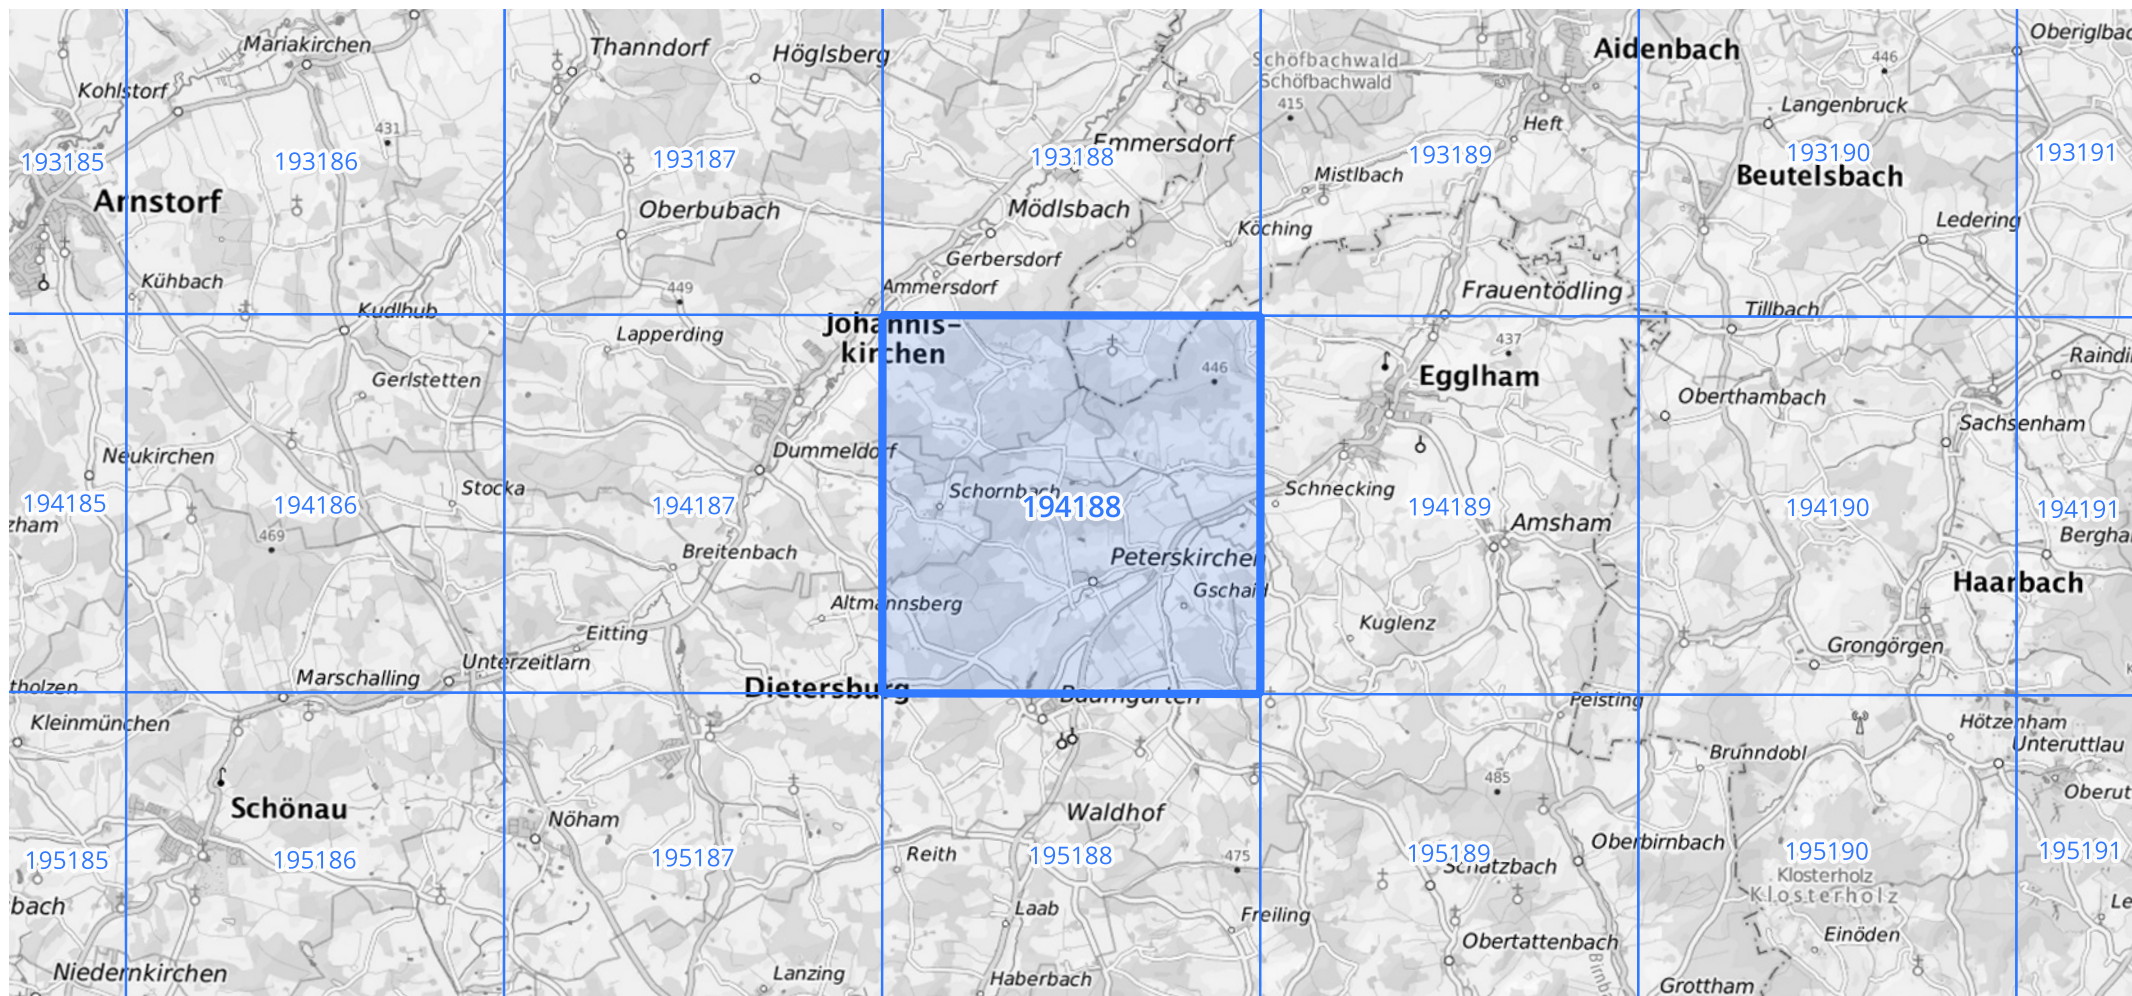 Mariakirchen
Thanndorf
Höglsberg
Schöfbachwald
Schöfbachwald
Aidenbach
446
Kohlstorf
431
415
Langenbruck
Heft
Emmersdorf
193185
193186
193187
193188
193189
193190
193191
Mistlbach
Beutelsbach
Arnstorf
Oberbubach
Mödlsbach
Köching
Ledering
Gerbersdorf
Kühbach
449
Ammersdorf
Frauentödling
Kudlhub
Tillbach
Johannis-
kirchen
Lapperding
437
446
Gerlstetten
Egglham
Oberthambach
Sachsenham
Neukirchen
Dummeldorf
Stocka
Schornbach
Schnecking
194185
194186
194187
194188
194189
194190
194191
zham
Amsham
469
Breitenbach
Peterskirchen
Haarbach
Gschaid
Altmannsberg
Kuglenz
Eitting
Grongörgen
Unterzeitlarn
Marschalling
tholzen
Dietersburg
Baumgarten
Peisting
Kleinmünchen
Hötzenham
Unteruttlau
Brunndobl
485
Schönau
Nöham
Waldhof
Oberbirnbach
195185
195186
195187
195188
195189
195190
195191
Reith
475
Schatzbach
Klosterholz
Klosterholz
bach
Laab
Freiling
Einöden
Obertattenbach
Niedernkirchen
Lanzing
Haberbach
Grottham